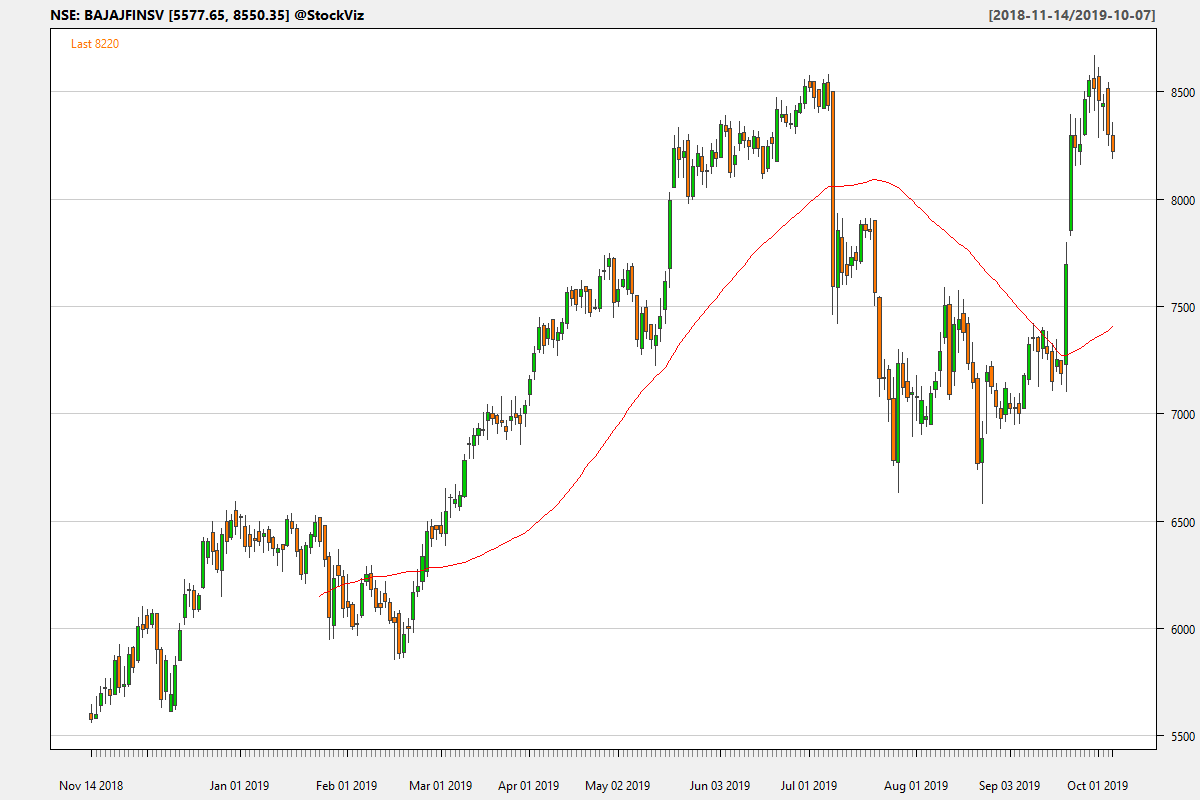 NSE: BAJAJFINSV [5577.65, 8550.35] @StockViz
[2018-11-14/2019-10-07]
Last 8220
8500
8000
7500
7000
6500
6000
5500
Nov 14 2018
Jan 01 2019
Feb 01 2019
Mar 01 2019
Apr 01 2019
May 02 2019
Jun 03 2019
Jul 01 2019
Aug 01 2019
Sep 03 2019
Oct 01 2019